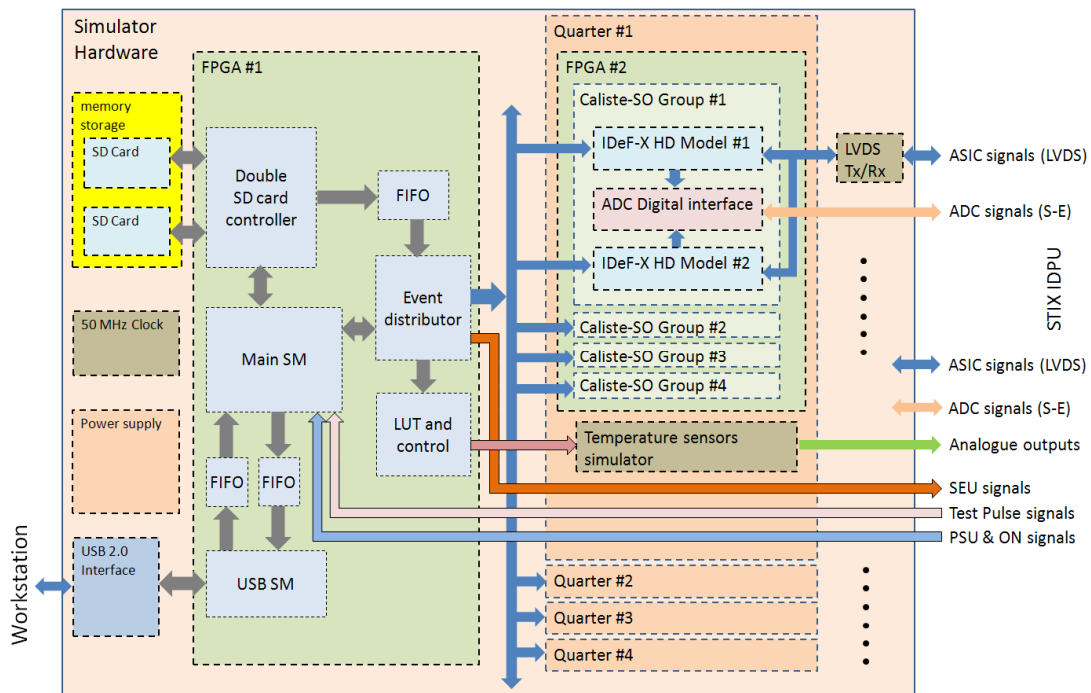 Simulator
Hardware
memory
storage
SD Card
SD Card
50 MHz Clock
Power supply
USB 2.0
Interface
Workstation
FPGA #1
Double
SD card
controller
FIFO
Event
distributor
Main SM
LUT and
control
FIFO
FIFO
USB SM
Quarter #1
FPGA #2
Caliste-SO Group #1
IDeF-X HD Model #1
ADC Digital interface
IDeF-X HD Model #2
Caliste-SO Group #2
Caliste-SO Group #3
Caliste-SO Group #4
Temperature sensors
simulator
Quarter #2
Quarter #3
Quarter #4
LVDS
Tx/Rx
ASIC signals (LVDS)
ADC signals (S-E)
STIX IDPU
ASIC signals (LVDS)
ADC signals (S-E)
Analogue outputs
SEU signals
Test Pulse signals
PSU & ON signals